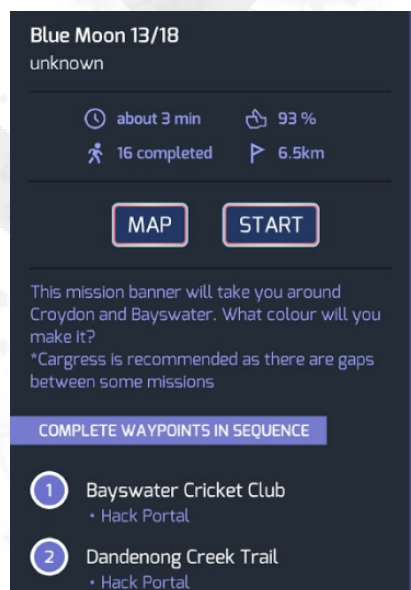 Blue Moon 13/18
unknown
about 3 min
93 %
16 completed
6.5km
MAP
START
This mission banner will take you around
Croydon and Bayswater. What colour will you
make it?
*Cargress is recommended as there are gaps
between some missions
COMPLETE WAYPOINTS IN SEQUENCE
1 Bayswater Cricket Club
• Hack Portal
2 Dandenong Creek Trail
• Hack Portal